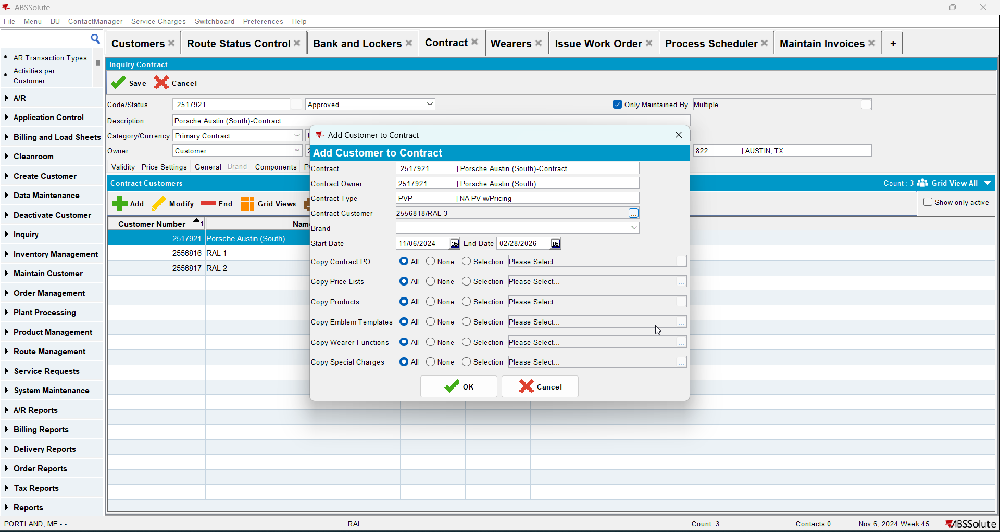 ABSSolute
File Menu BU ContactManager Service Charges Switchboard Preferences Help
Customers Route Status Control Bank and Lockers Contract Wearers Issue Work Order Process Scheduler Maintain Invoices +
AR Transaction Types
Activities per
Customer
A/R
Application Control
Billing and Load Sheets
Cleanroom
Create Customer
Data Maintenance
Deactivate Customer
Inquiry
Inventory Management
Maintain Customer
Order Management
Plant Processing
Product Management
Route Management
Service Requests
System Maintenance
A/R Reports
Billing Reports
Delivery Reports
Order Reports
Tax Reports
Reports
Inquiry Contract
Save Cancel
Code/Status 2517921 ... Approved Only Maintained By Multiple ...
Description Porsche Austin (South)-Contract
Category/Currency Primary Contract
Owner Customer 822 | AUSTIN, TX
Validity Price Settings General Brand Components
Contract Customers Count : 3 Grid View All
Add Modify End Grid Views Show only active
Customer Number 1 Nam
2517921 Porsche Austin (South)
2556816 RAL 1
2556817 RAL 2
Add Customer to Contract
Add Customer to Contract
Contract 2517921 | Porsche Austin (South)-Contract
Contract Owner 2517921 | Porsche Austin (South)
Contract Type PVP | NA PV w/Pricing
Contract Customer 2556818/RAL 3 ...
Brand
Start Date 11/06/2024 16 End Date 02/28/2026 16
Copy Contract PO All None Selection Please Select... ...
Copy Price Lists All None Selection Please Select... ...
Copy Products All None Selection Please Select... ...
Copy Emblem Templates All None Selection Please Select... ...
Copy Wearer Functions All None Selection Please Select... ...
Copy Special Charges All None Selection Please Select... ...
OK Cancel
PORTLAND, ME - - RAL Count: 3 Contacts 0 Nov 6, 2024 Week 45 ABSSolute